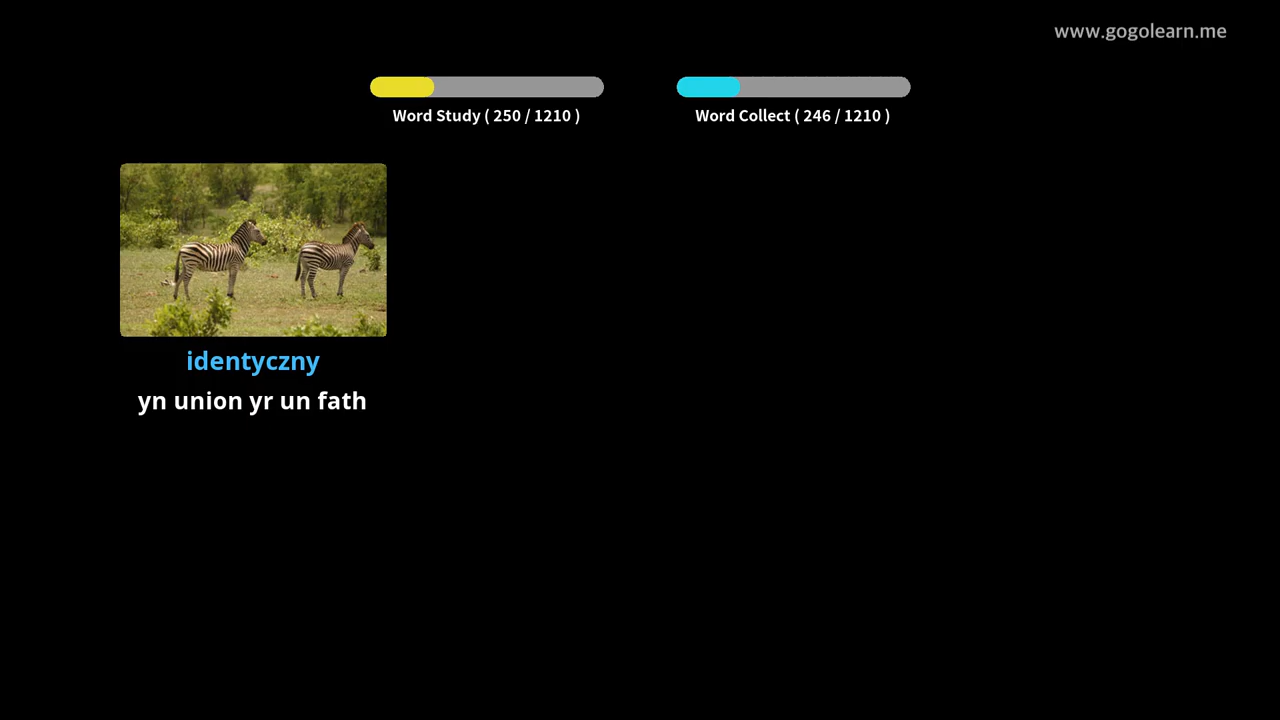 www.gogolearn.me
Word Study ( 250 / 1210 )
Word Collect ( 246 / 1210 )
identyczny
yn union yr un fath